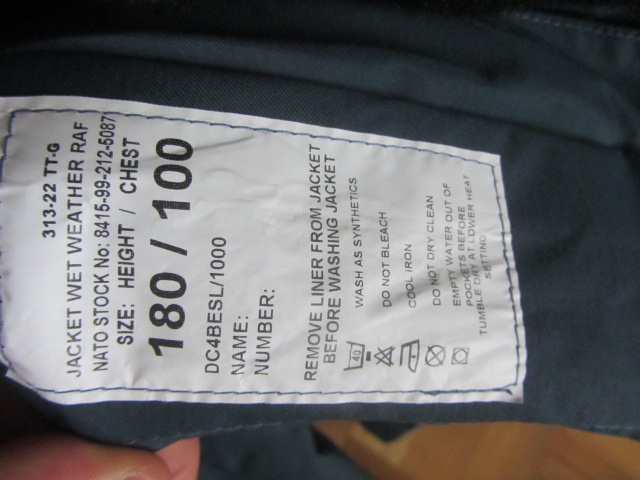 313-22 TT-G
JACKET WET WEATHER RAF
NATO STOCK No: 8415-99-212-5087
SIZE: HEIGHT / CHEST
180 / 100
DC4BESL/1000
NAME:
NUMBER:
REMOVE LINER FROM JACKET
BEFORE WASHING JACKET
40 WASH AS SYNTHETICS
DO NOT BLEACH
COOL IRON
DO NOT DRY CLEAN
EMPTY WATER OUT OF
POCKETS BEFORE
TUMBLE DRY AT LOWER HEAT
SETTING